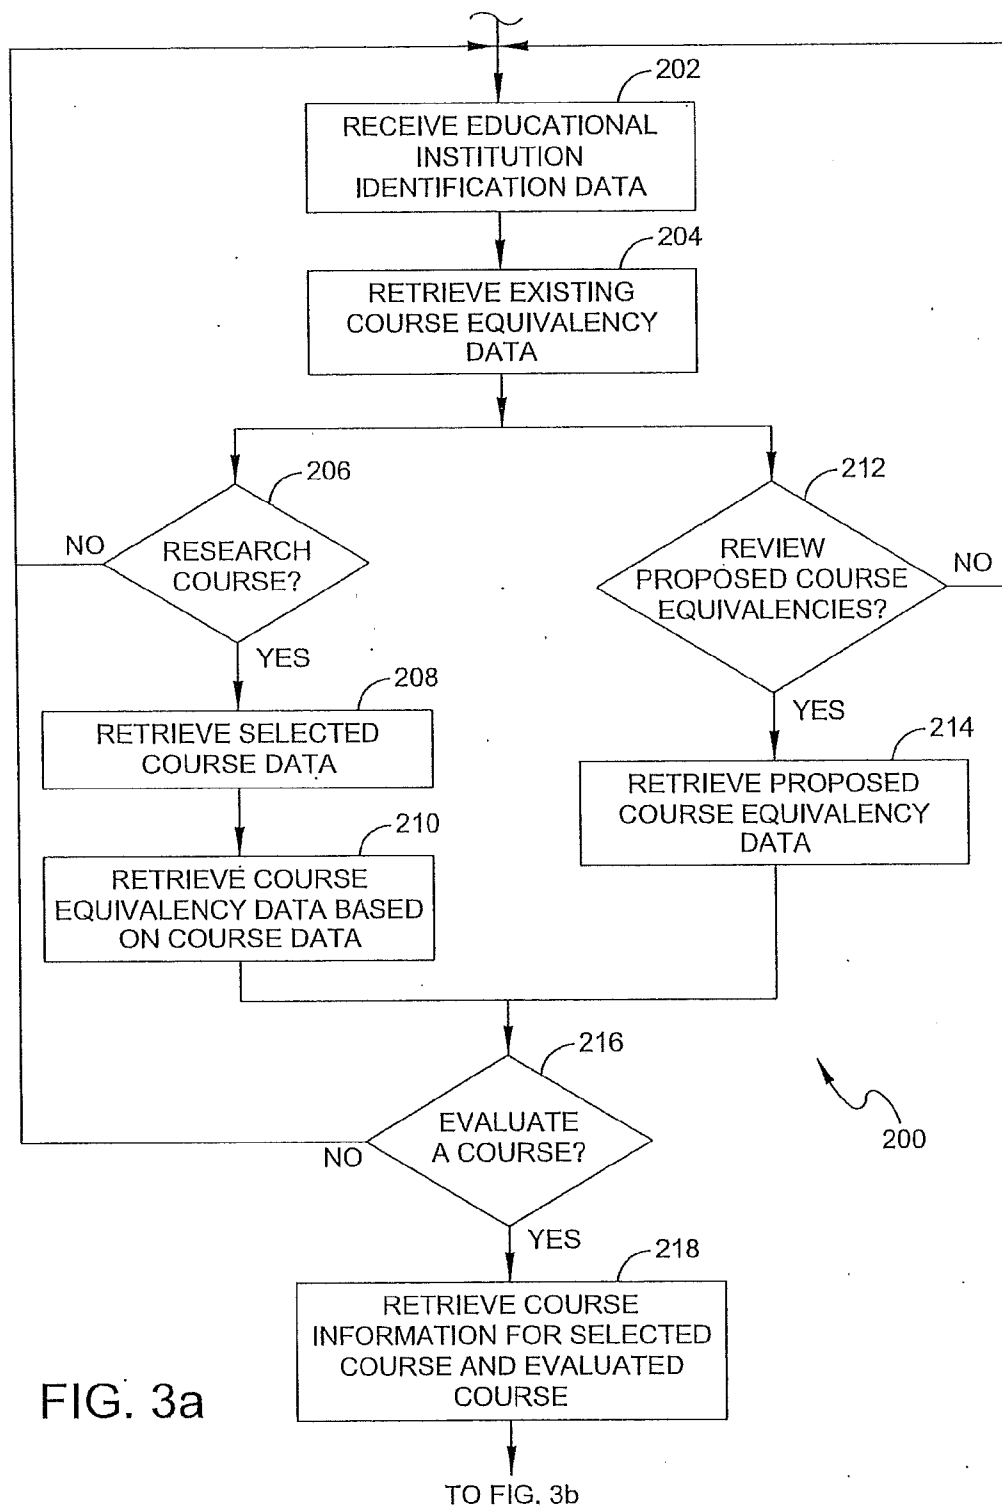 202
RECEIVE EDUCATIONAL
INSTITUTION
IDENTIFICATION DATA
204
RETRIEVE EXISTING
COURSE EQUIVALENCY
DATA
206
RESEARCH
COURSE?
NO
YES
212
REVIEW
PROPOSED COURSE
EQUIVALENCIES?
NO
YES
208
RETRIEVE SELECTED
COURSE DATA
210
RETRIEVE COURSE
EQUIVALENCY DATA BASED
ON COURSE DATA
214
RETRIEVE PROPOSED
COURSE EQUIVALENCY
DATA
216
EVALUATE
A COURSE?
NO
YES
200
218
RETRIEVE COURSE
INFORMATION FOR SELECTED
COURSE AND EVALUATED
COURSE
FIG. 3a
TO FIG. 3b